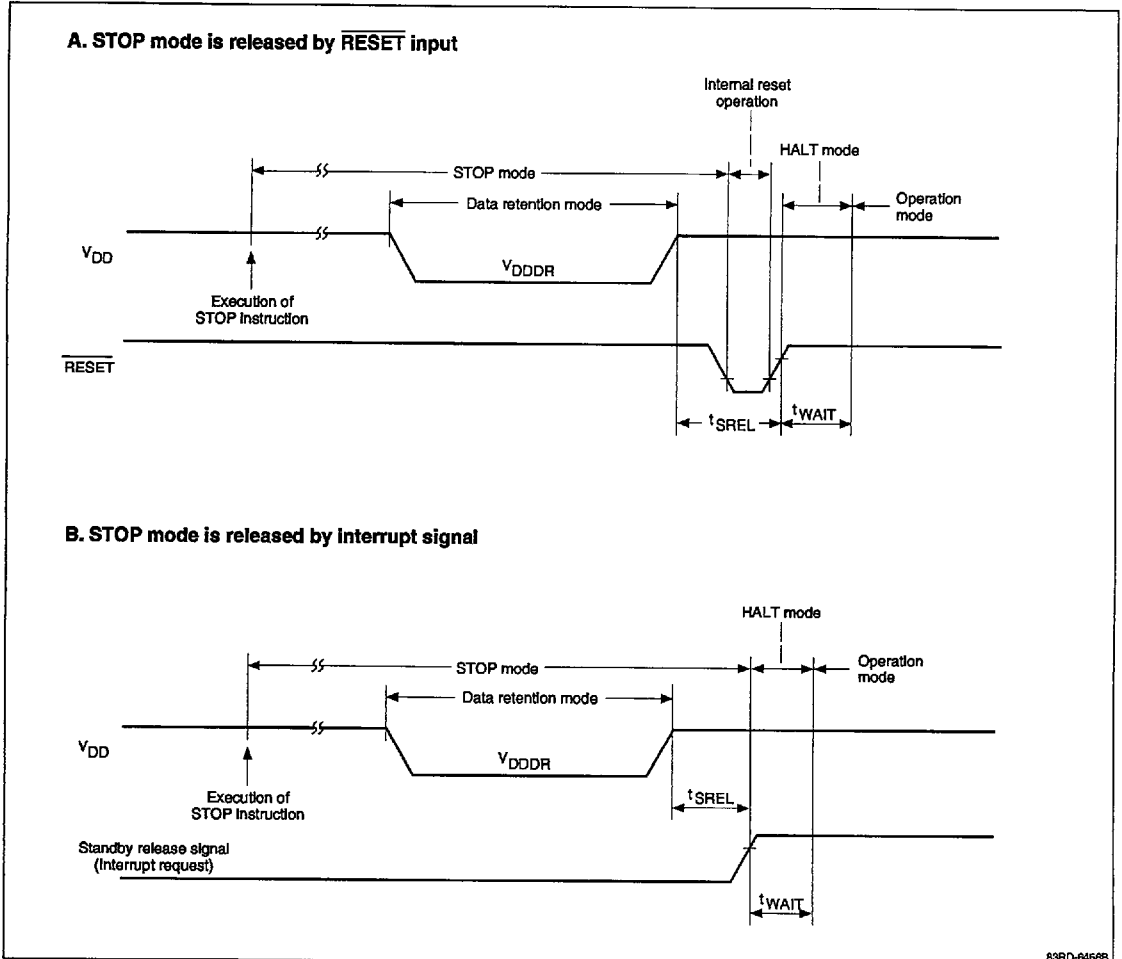 A. STOP mode is released by RESET input
Internal reset
operation
HALT mode
STOP mode
Operation
mode
Data retention mode
VDD
VDDDR
Execution of
STOP Instruction
RESET
tSREL
tWAIT
B. STOP mode is released by Interrupt signal
HALT mode
STOP mode
Operation
mode
Data retention mode
VDD
VDDDR
Execution of
STOP Instruction
tSREL
Standby release signal
(Interrupt request)
tWAIT